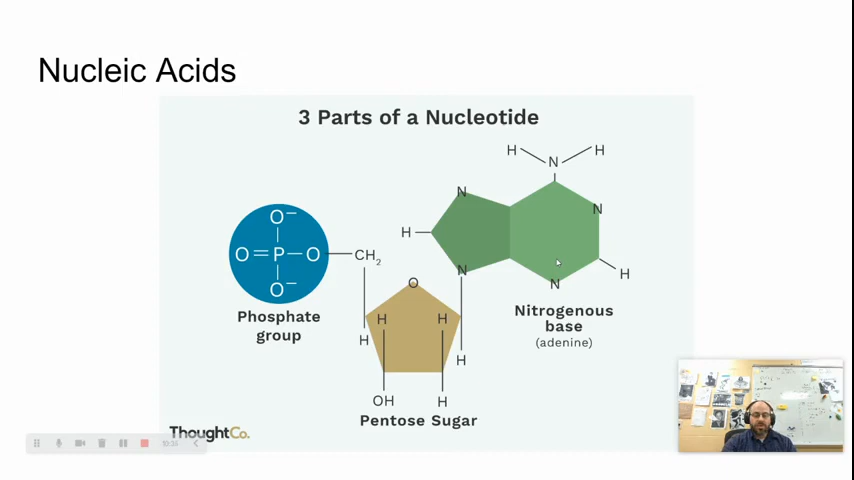 Nucleic Acids
3 Parts of a Nucleotide
H H
N
N
N
O−
H
O=P—O
CH2
N
H
O−
O
N
Nitrogenous
base
(adenine)
Phosphate
group
H H
H
H
OH H
Pentose Sugar
ThoughtCo.